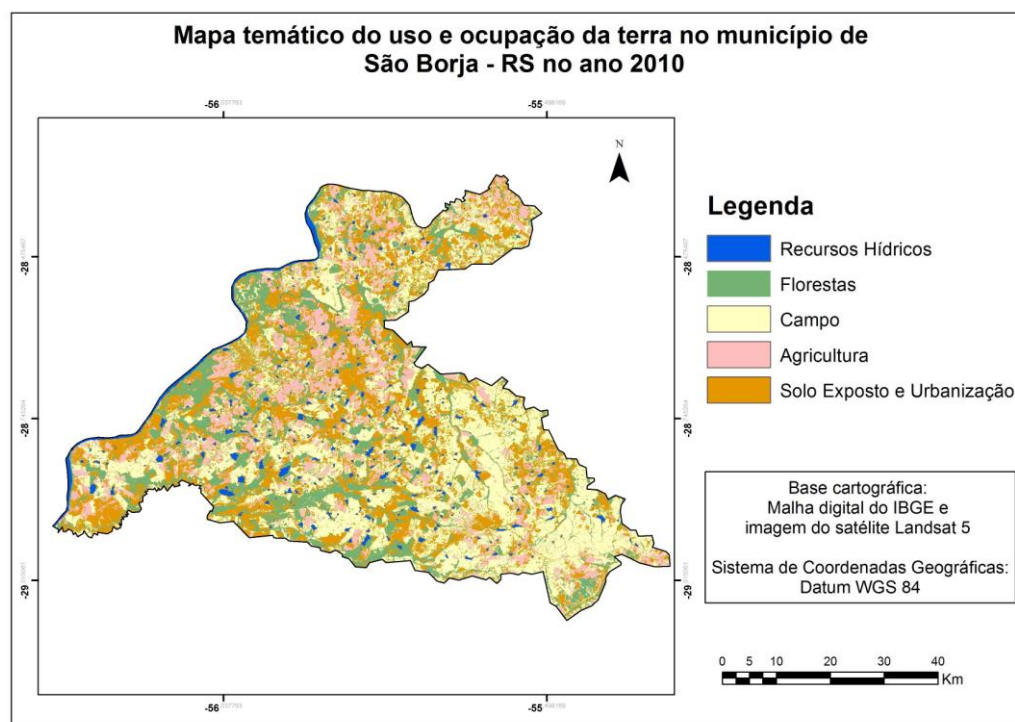 Mapa temático do uso e ocupação da terra no município de
São Borja - RS no ano 2010
-56
-55
N
-28
-28
-28
-28
-29
-29
-56
-55
Legenda
Recursos Hídricos
Florestas
Campo
Agricultura
Solo Exposto e Urbanização
Base cartográfica:
Malha digital do IBGE e
imagem do satélite Landsat 5
Sistema de Coordenadas Geográficas:
Datum WGS 84
0 5 10 20 30 40
Km